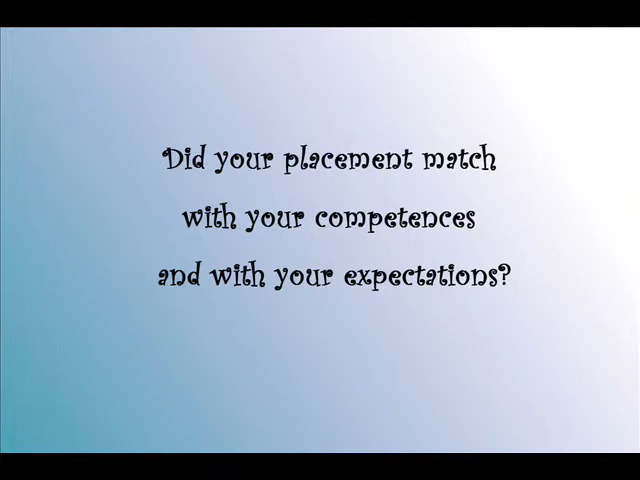 Did your placement match
with your competences
and with your expectations?